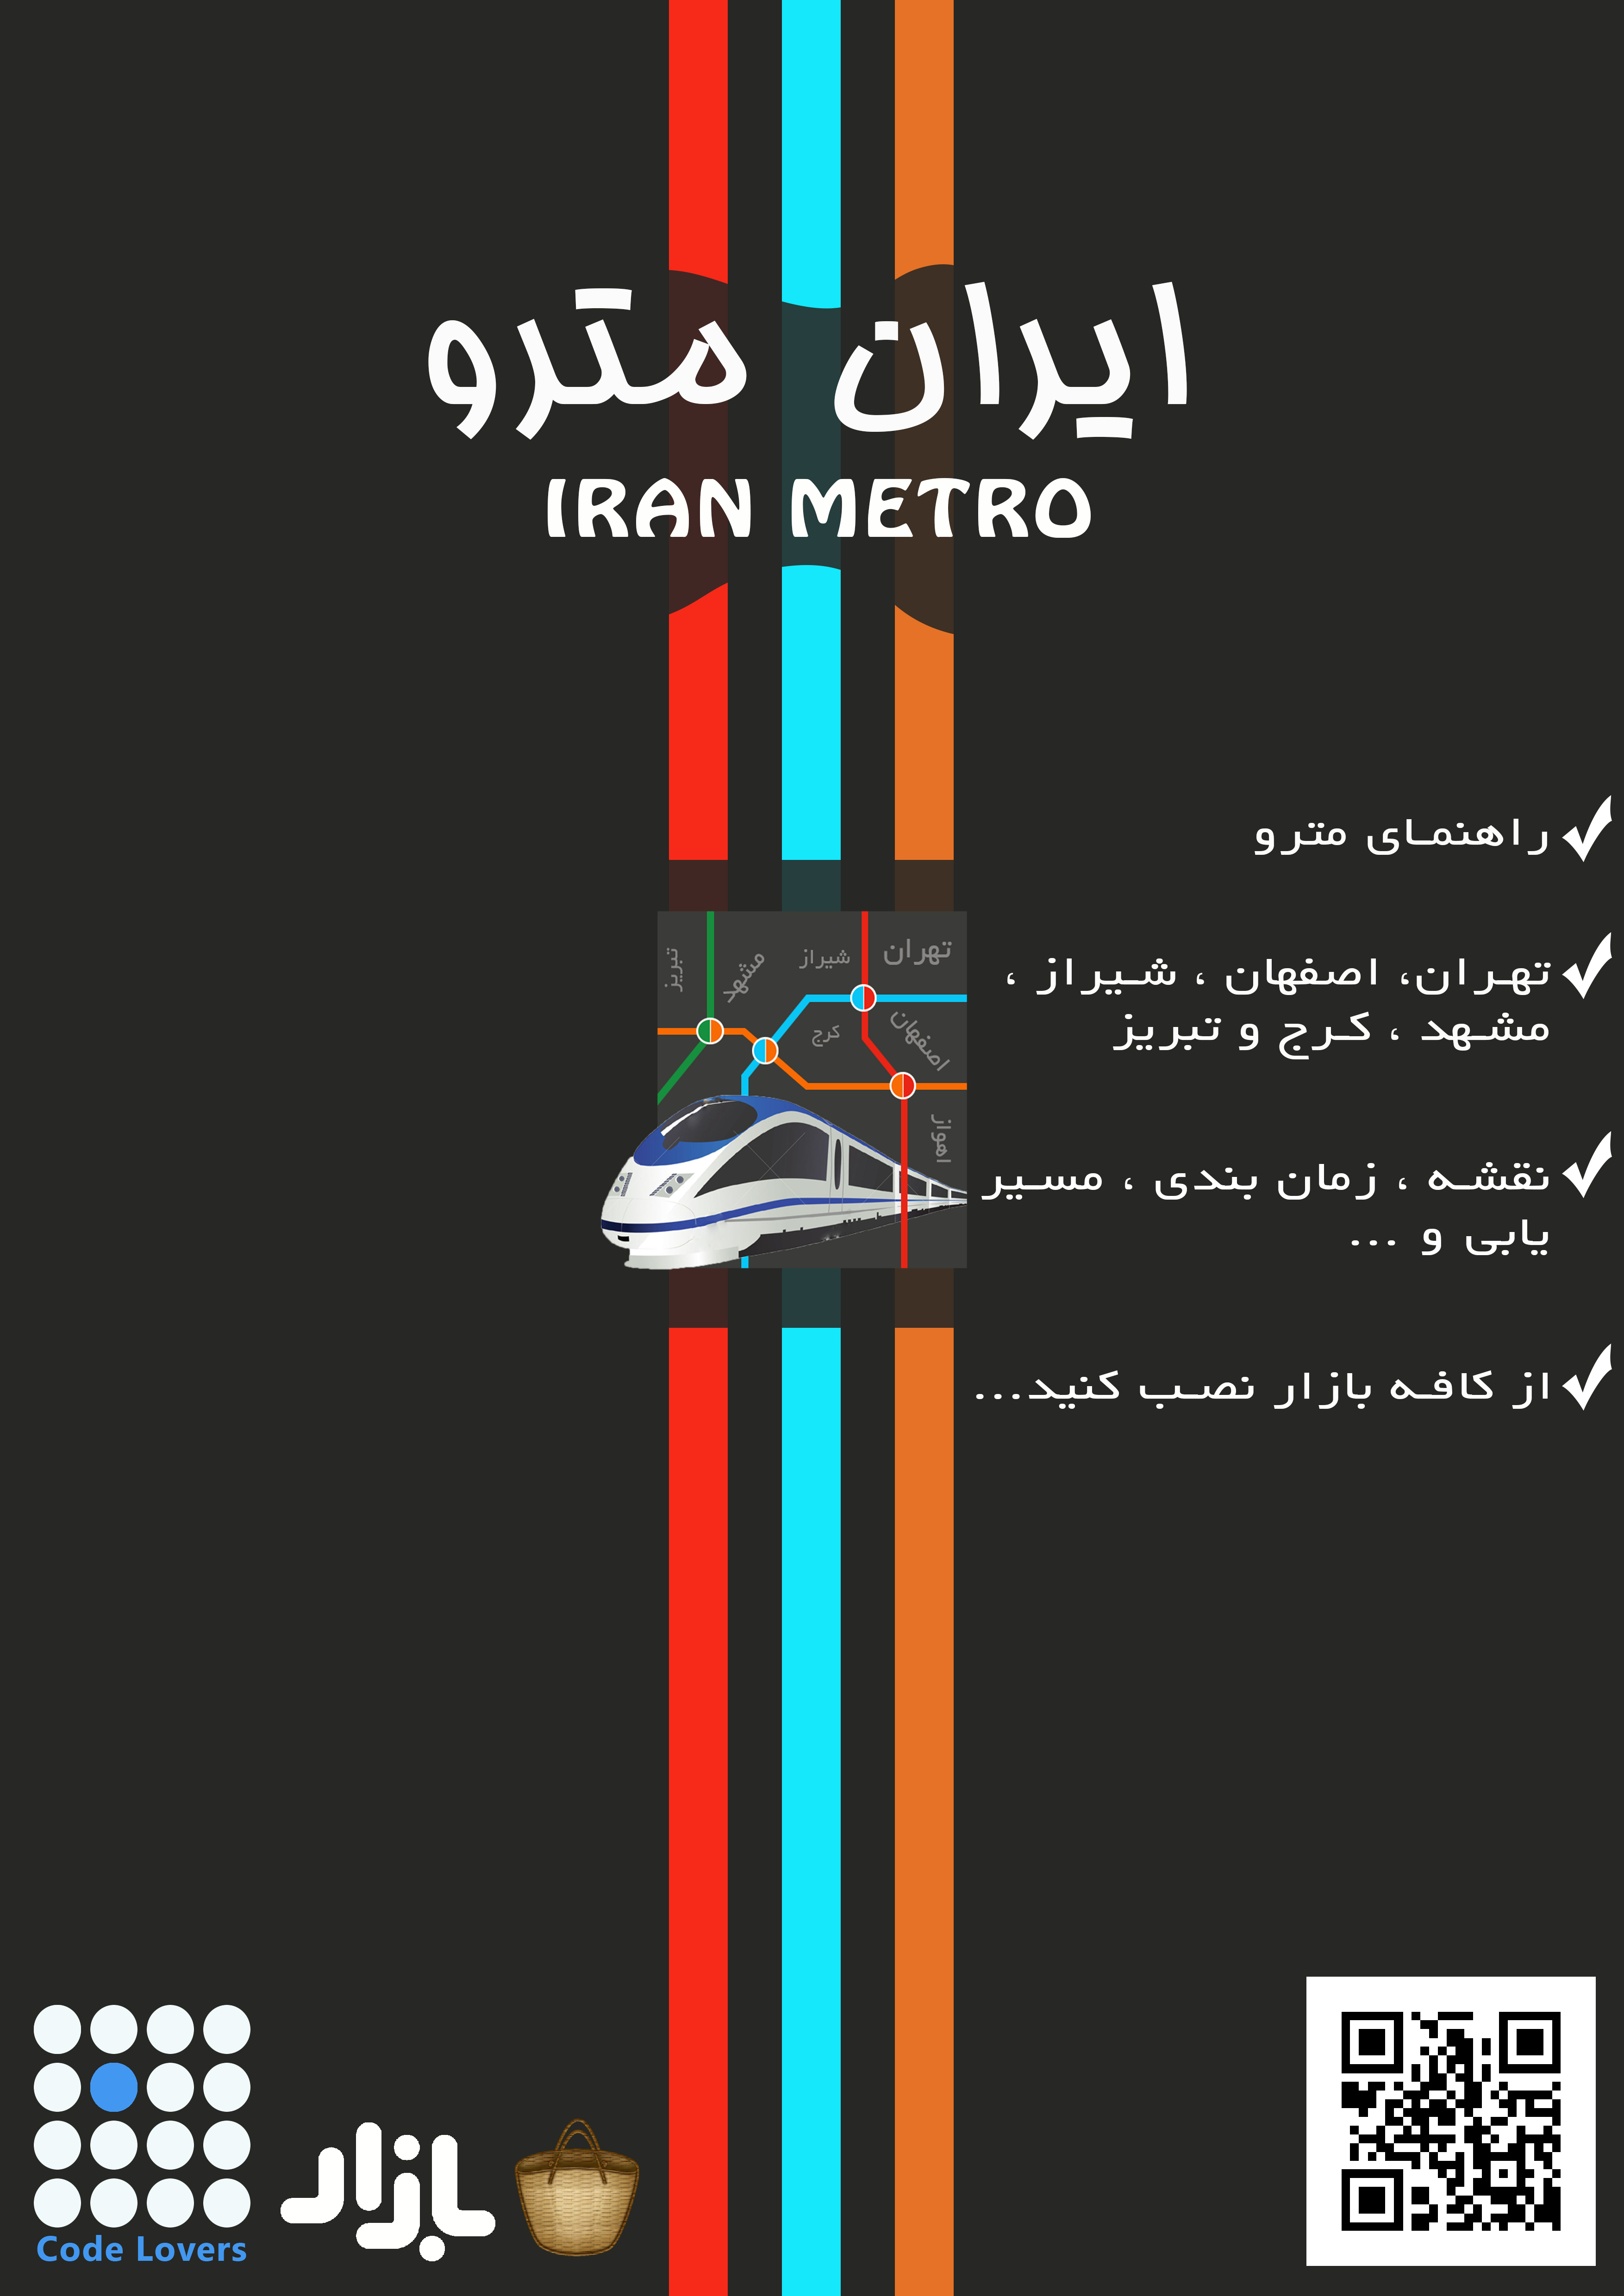 ایران مترو
IRAN METRO
راهنمای مترو
تهران، اصفهان ، شیراز ،
مشهد ، کرج و تبریز
نقشه ، زمان بندی ، مسیر
یابی و ...
از کافه بازار نصب کنید...
تهران
شیراز
مشهد
تبریز
کرج
اصفهان
اهواز
بازار
Code Lovers